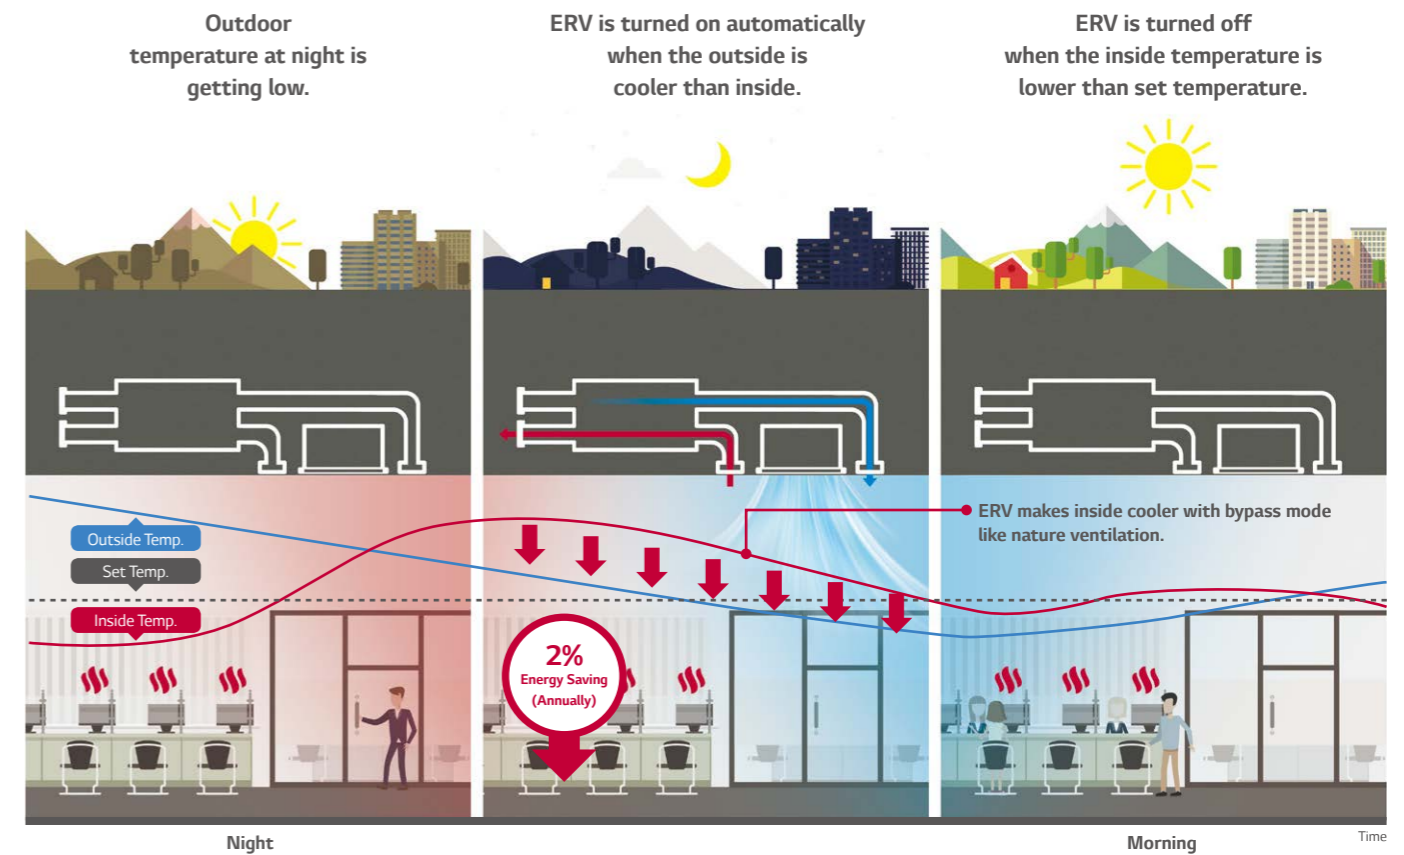 Outdoor
temperature at night is
getting low.
ERV is turned on automatically
when the outside is
cooler than inside.
ERV is turned off
when the inside temperature is
lower than set temperature.
Outside Temp.
Set Temp.
Inside Temp.
ERV makes inside cooler with bypass mode
like nature ventilation.
2%
Energy Saving
(Annually)
Night
Morning
Time